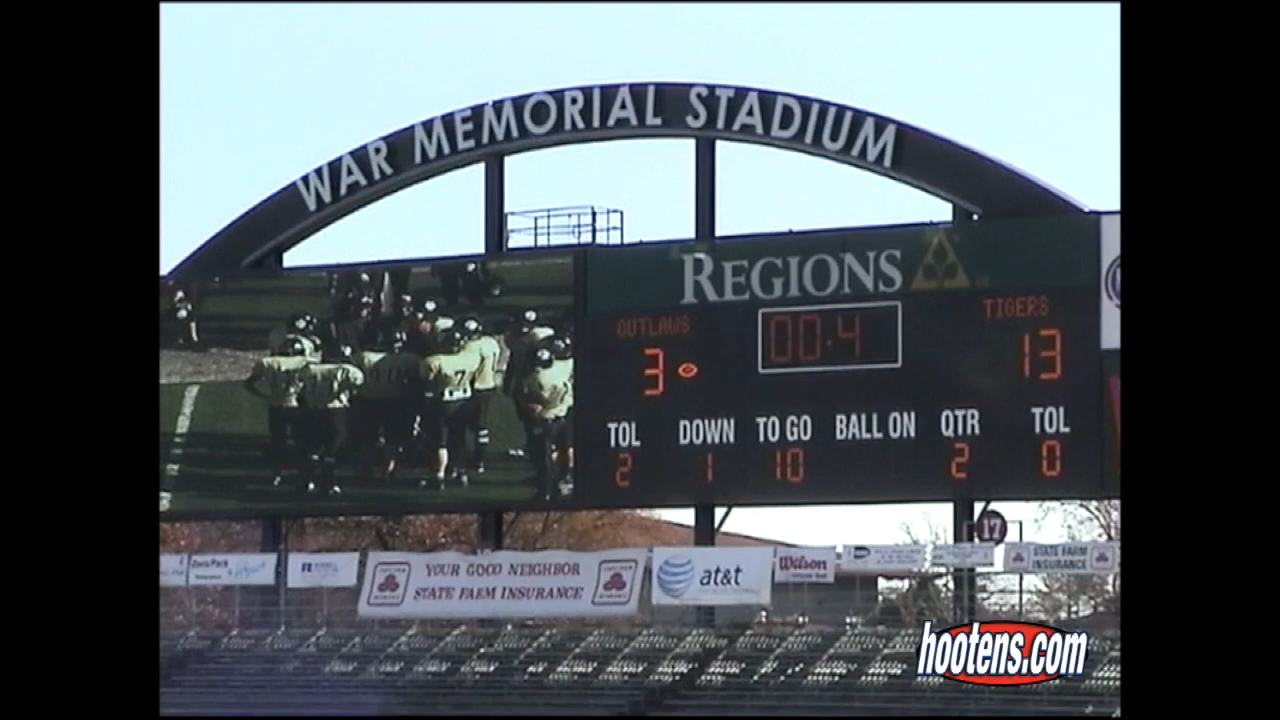 WAR MEMORIAL STADIUM
REGIONS
OUTLAWS 00.4 TIGERS
3 13
TOL DOWN TO GO BALL ON QTR TOL
2 1 10 2 0
7
17
YOUR GOOD NEIGHBOR
STATE FARM INSURANCE
at&t
Wilson
STATE FARM
INSURANCE
hootens.com